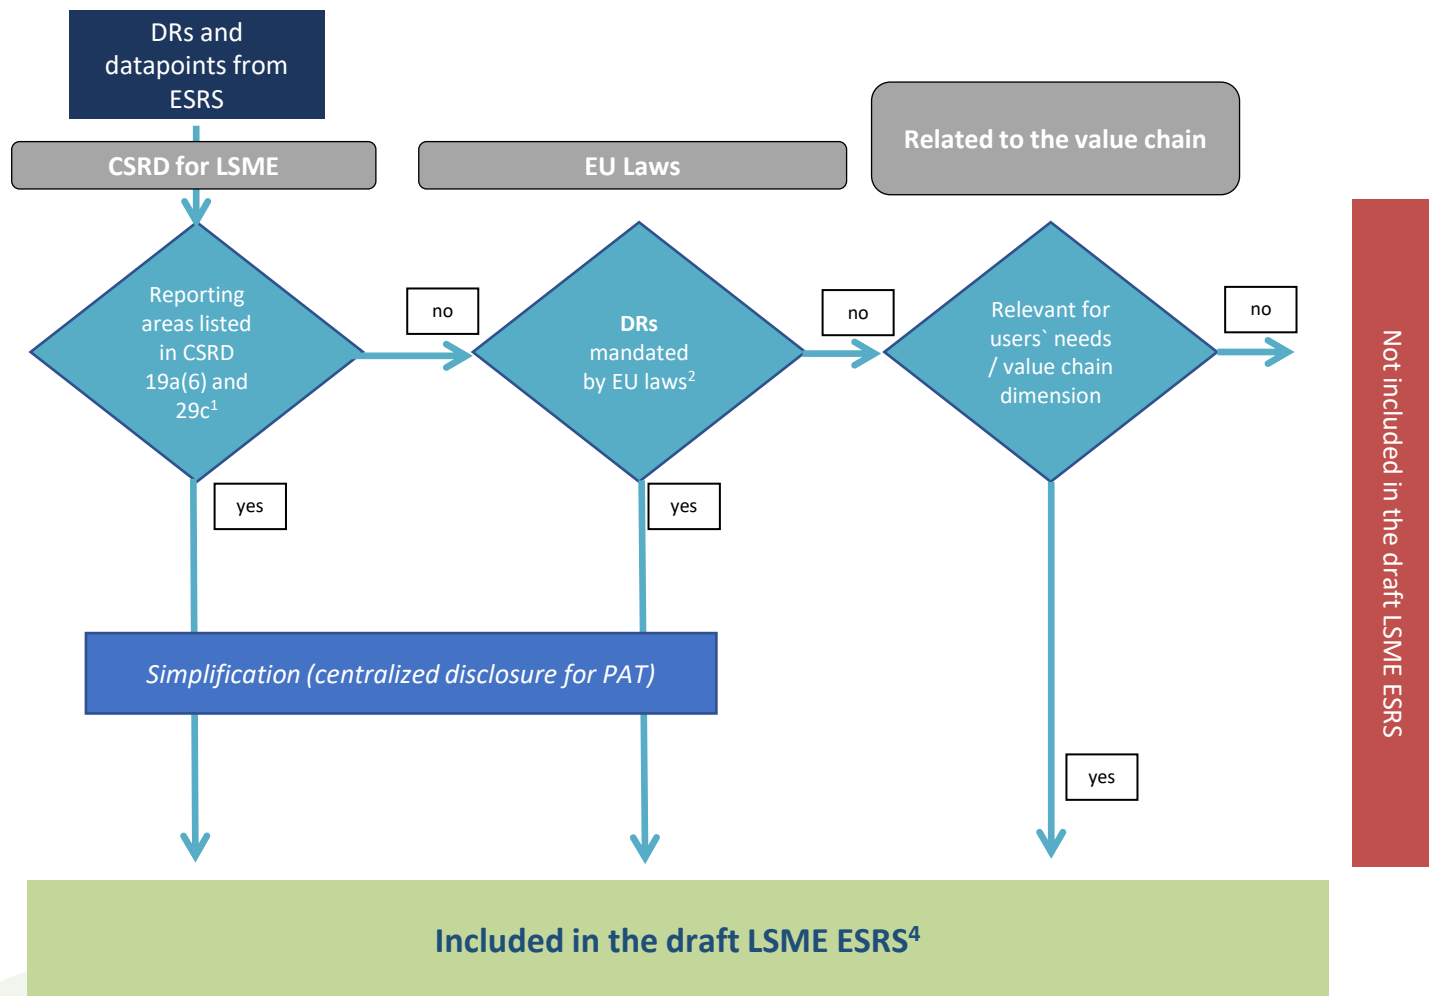 DRs and
datapoints from
ESRS
CSRD for LSME
EU Laws
Related to the value chain
Reporting
areas listed
in CSRD
19a(6) and
29c1
no
DRs
mandated
by EU laws2
no
Relevant for
users` needs
/ value chain
dimension
no
yes
yes
Simplification (centralized disclosure for PAT)
yes
Not included in the draft LSME ESRS
Included in the draft LSME ESRS4